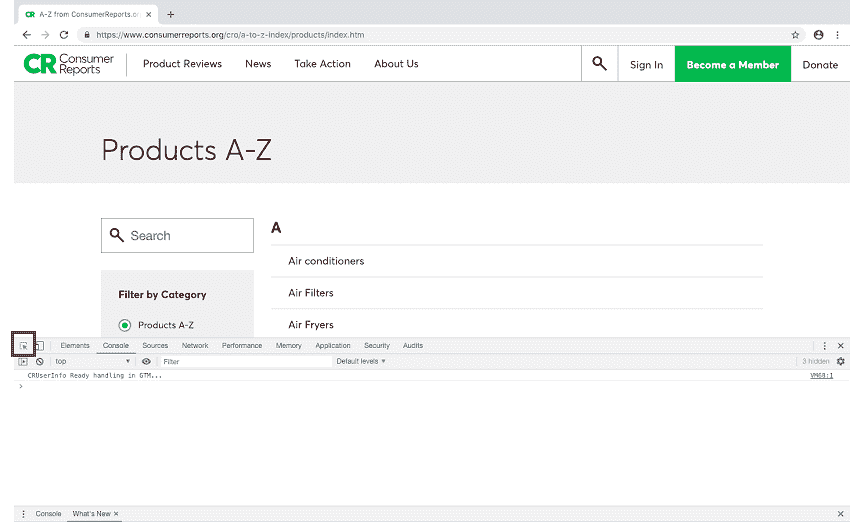 A-Z from ConsumerReports.or
https://www.consumerreports.org/cro/a-to-z-index/products/index.htm
CR Consumer Reports
Product Reviews News Take Action About Us
Sign In Become a Member Donate
Products A-Z
Search
A
Air conditioners
Filter by Category
Air Filters
Products A-Z
Air Fryers
Elements Console Sources Network Performance Memory Application Security Audits
top Filter Default levels 3 hidden
CRUserInfo Ready handling in GTM... VM68:1
Console What's New